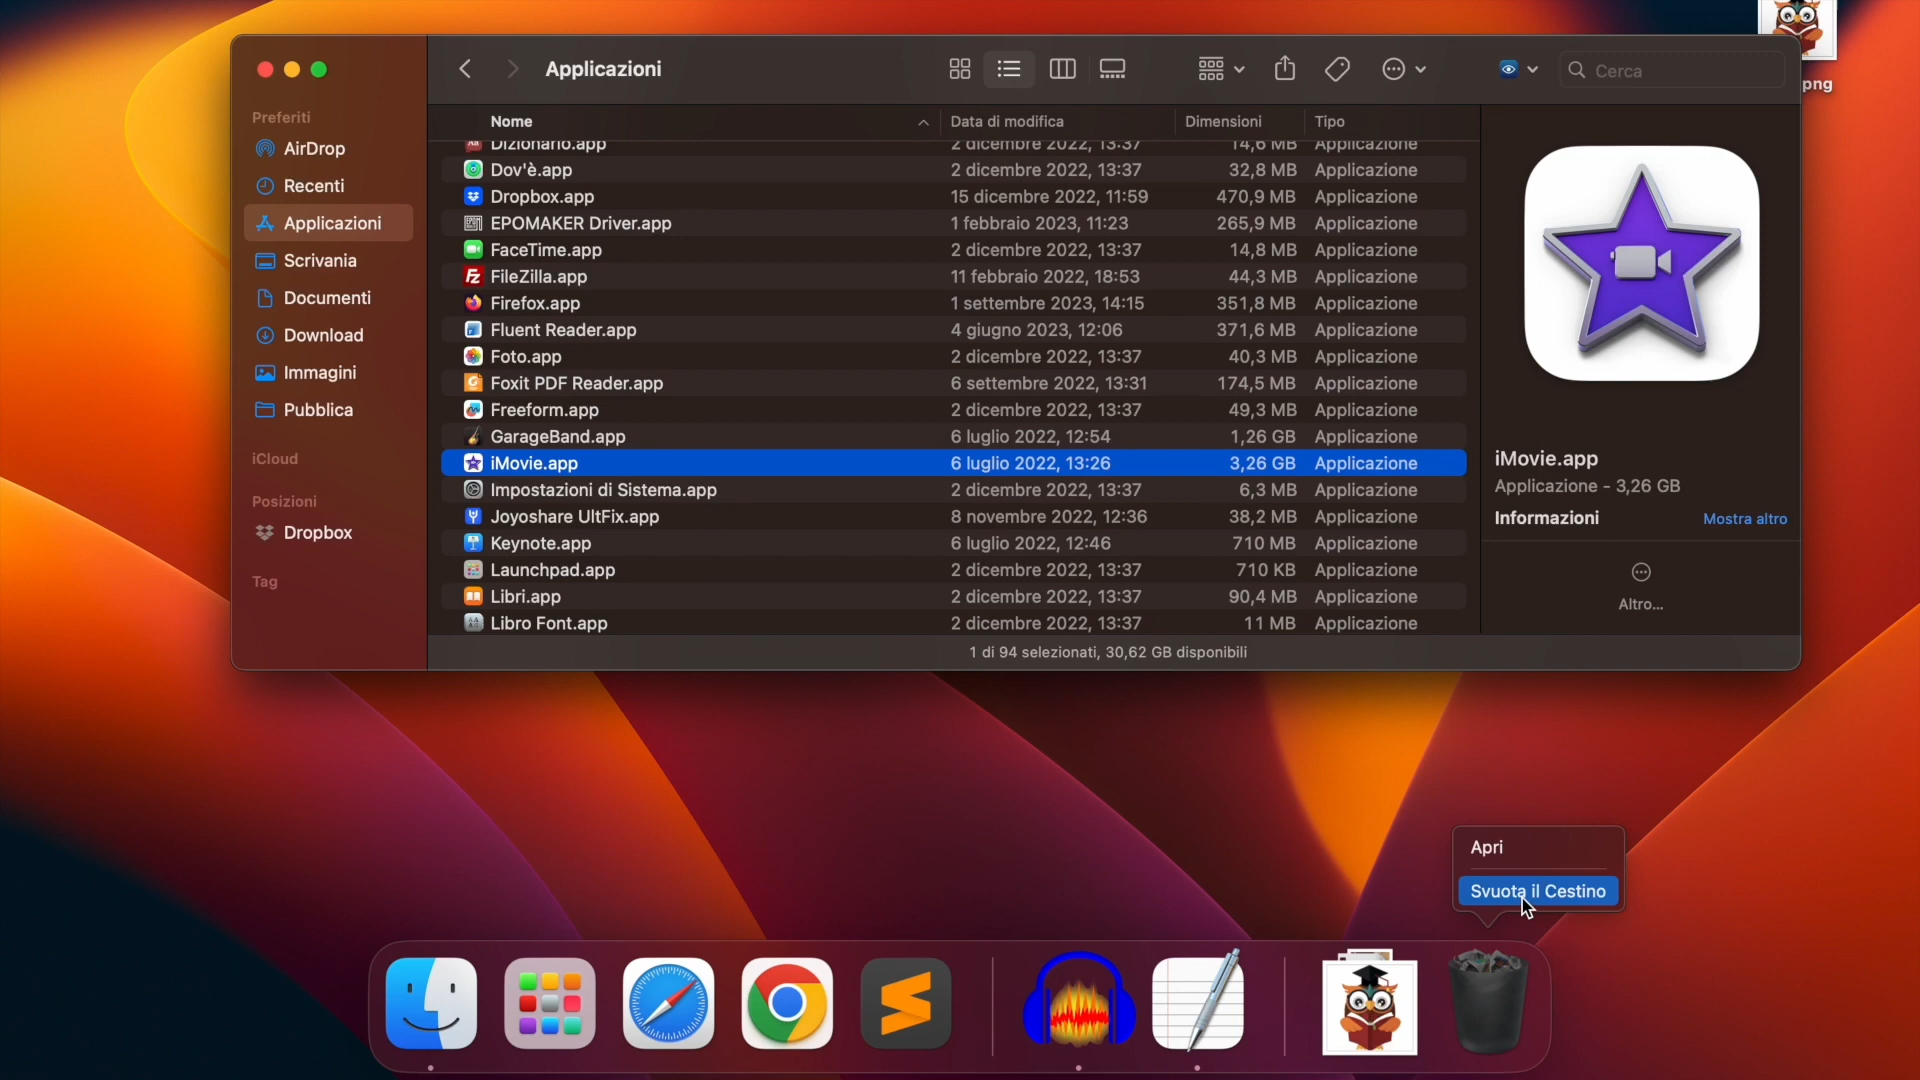 png
Applicazioni
Cerca
Preferiti
AirDrop
Recenti
Applicazioni
Scrivania
Documenti
Download
Immagini
Pubblica
iCloud
Posizioni
Dropbox
Tag
Nome Data di modifica Dimensioni Tipo
Dizionario.app 2 dicembre 2022, 13:37 14,6 MB Applicazione
Dov'è.app 2 dicembre 2022, 13:37 32,8 MB Applicazione
Dropbox.app 15 dicembre 2022, 11:59 470,9 MB Applicazione
EPOMAKER Driver.app 1 febbraio 2023, 11:23 265,9 MB Applicazione
FaceTime.app 2 dicembre 2022, 13:37 14,8 MB Applicazione
FileZilla.app 11 febbraio 2022, 18:53 44,3 MB Applicazione
Firefox.app 1 settembre 2023, 14:15 351,8 MB Applicazione
Fluent Reader.app 4 giugno 2023, 12:06 371,6 MB Applicazione
Foto.app 2 dicembre 2022, 13:37 40,3 MB Applicazione
Foxit PDF Reader.app 6 settembre 2022, 13:31 174,5 MB Applicazione
Freeform.app 2 dicembre 2022, 13:37 49,3 MB Applicazione
GarageBand.app 6 luglio 2022, 12:54 1,26 GB Applicazione
iMovie.app 6 luglio 2022, 13:26 3,26 GB Applicazione
Impostazioni di Sistema.app 2 dicembre 2022, 13:37 6,3 MB Applicazione
Joyoshare UltFix.app 8 novembre 2022, 12:36 38,2 MB Applicazione
Keynote.app 6 luglio 2022, 12:46 710 MB Applicazione
Launchpad.app 2 dicembre 2022, 13:37 710 KB Applicazione
Libri.app 2 dicembre 2022, 13:37 90,4 MB Applicazione
Libro Font.app 2 dicembre 2022, 13:37 11 MB Applicazione
1 di 94 selezionati, 30,62 GB disponibili
iMovie.app
Applicazione - 3,26 GB
Informazioni Mostra altro
Altro...
Apri
Svuota il Cestino